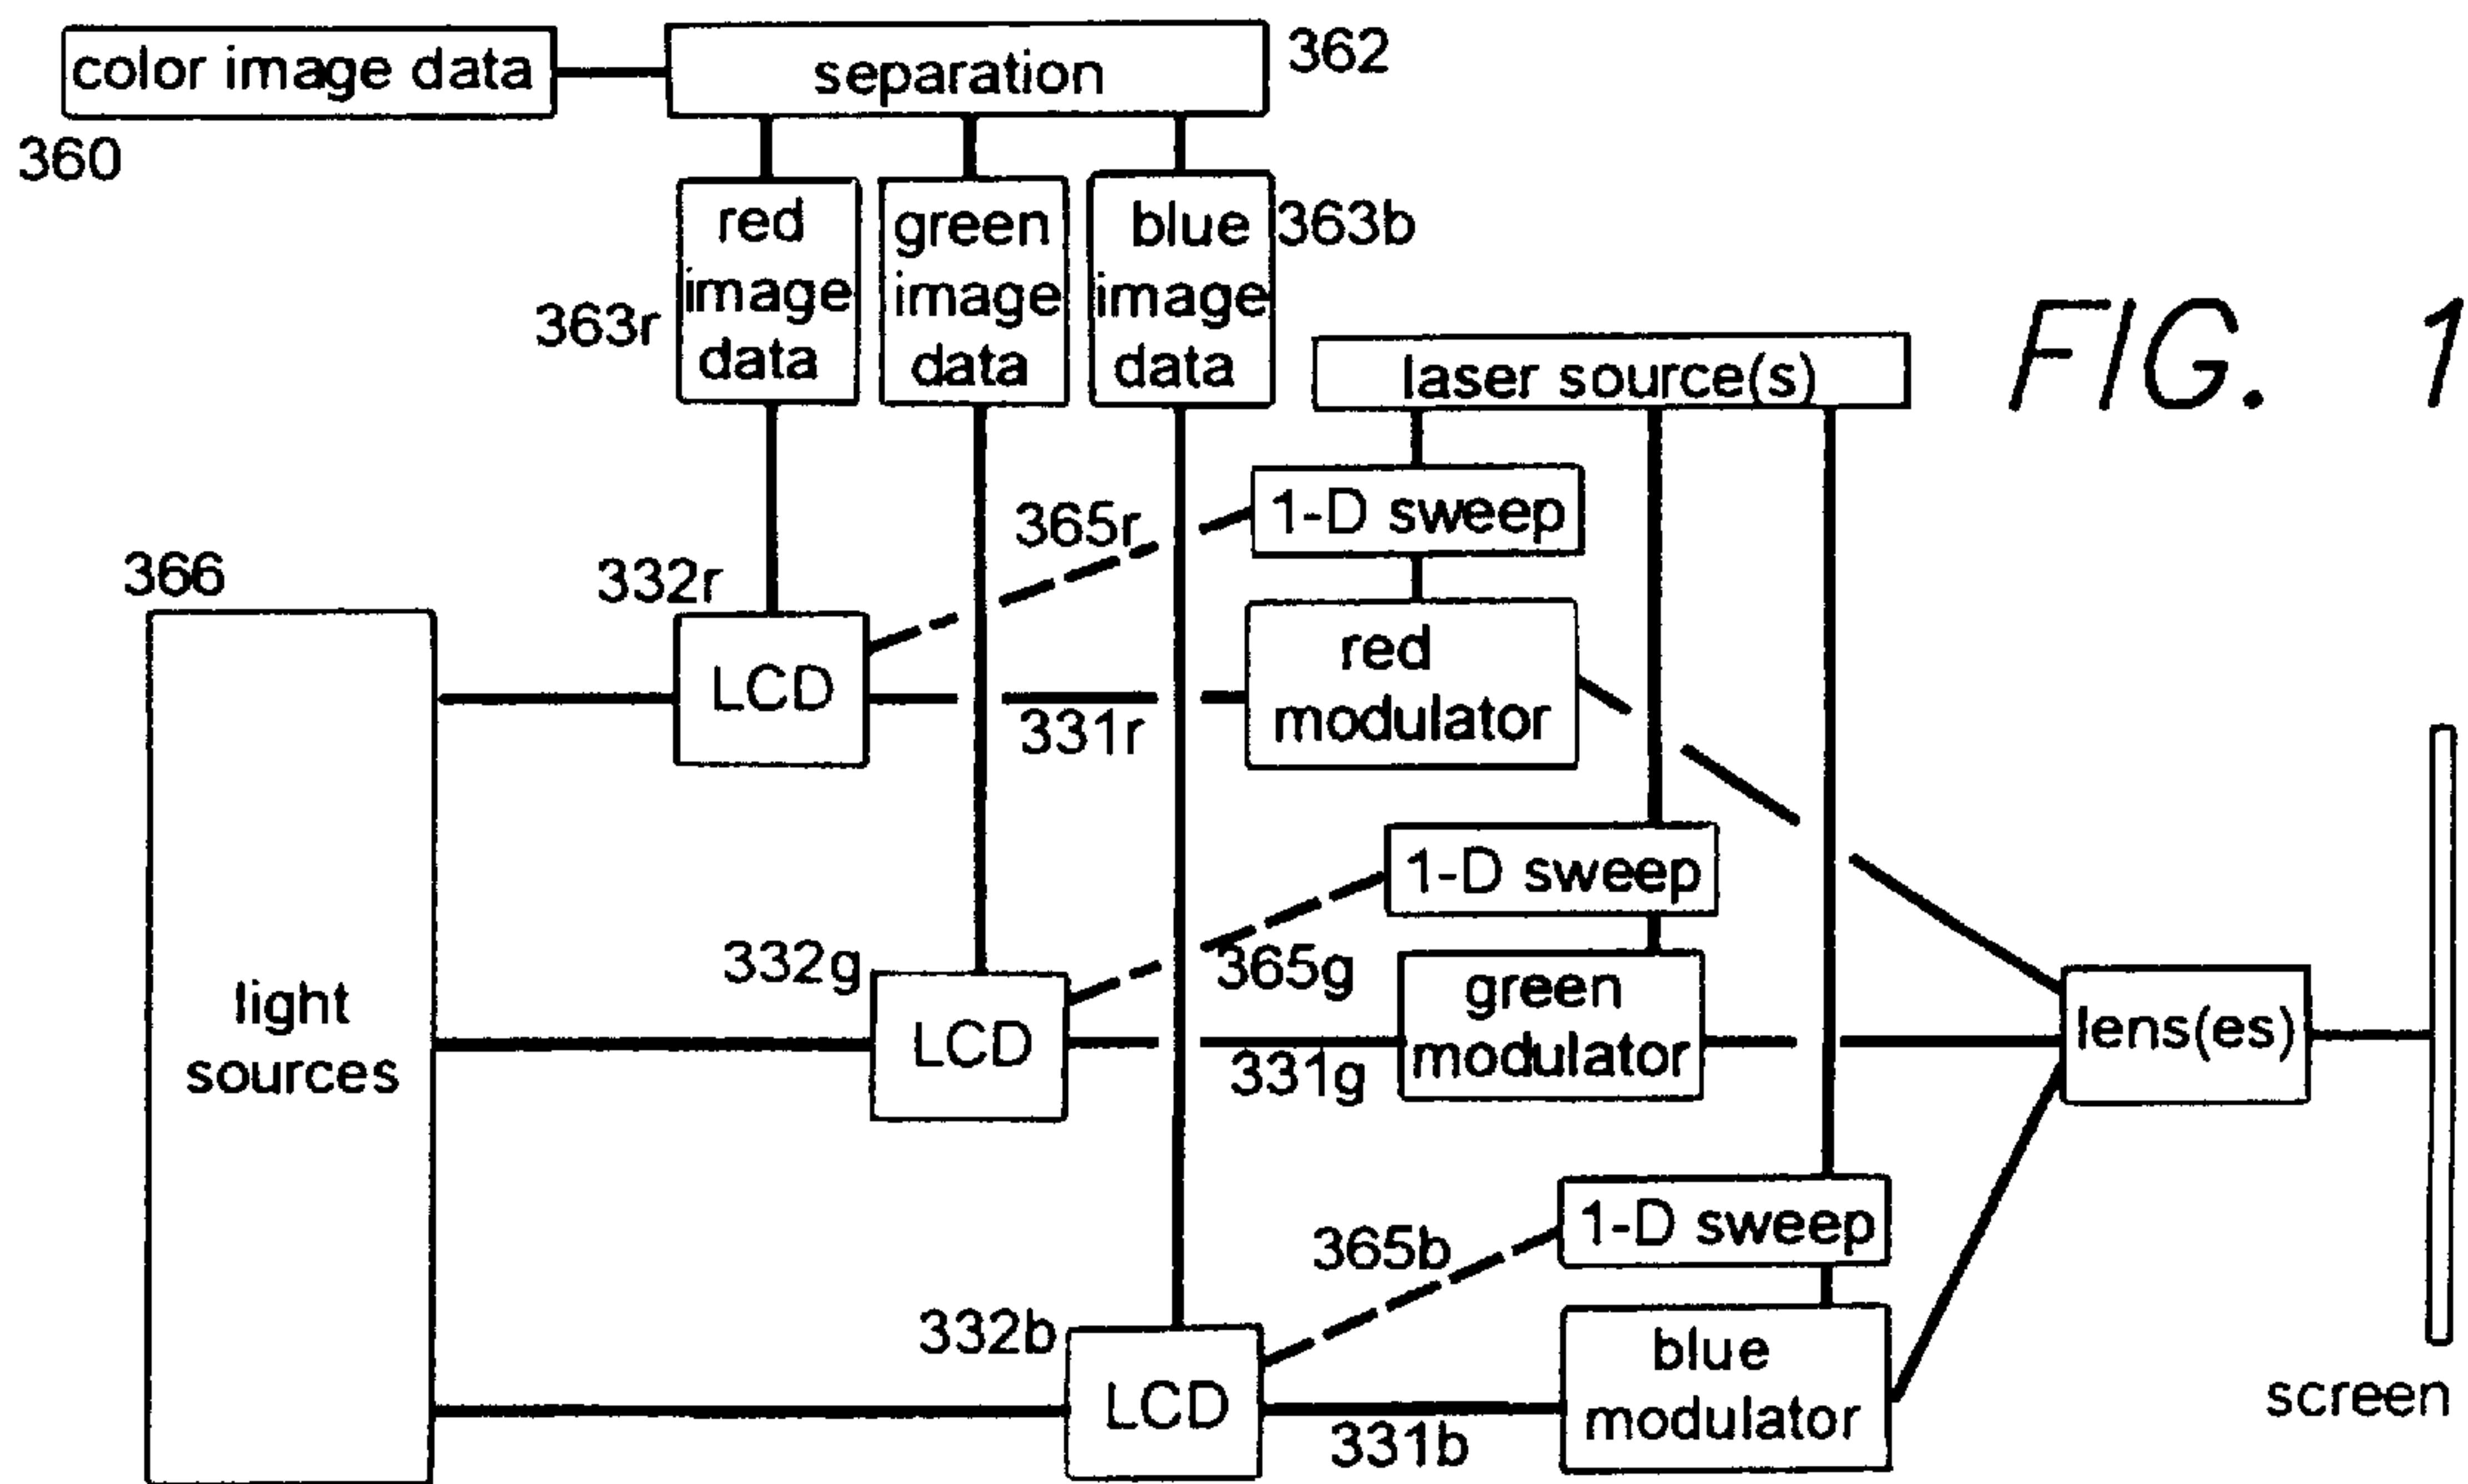 color image data
separation
362
360
red
image
data
green
image
data
blue
image
data
363b
363r
FIG. 1
laser source(s)
1-D sweep
365r
366
332r
LCD
red
modulator
331r
1-D sweep
332g
365g
light
sources
LCD
green
modulator
331g
lens(es)
1-D sweep
365b
332b
LCD
blue
modulator
331b
screen